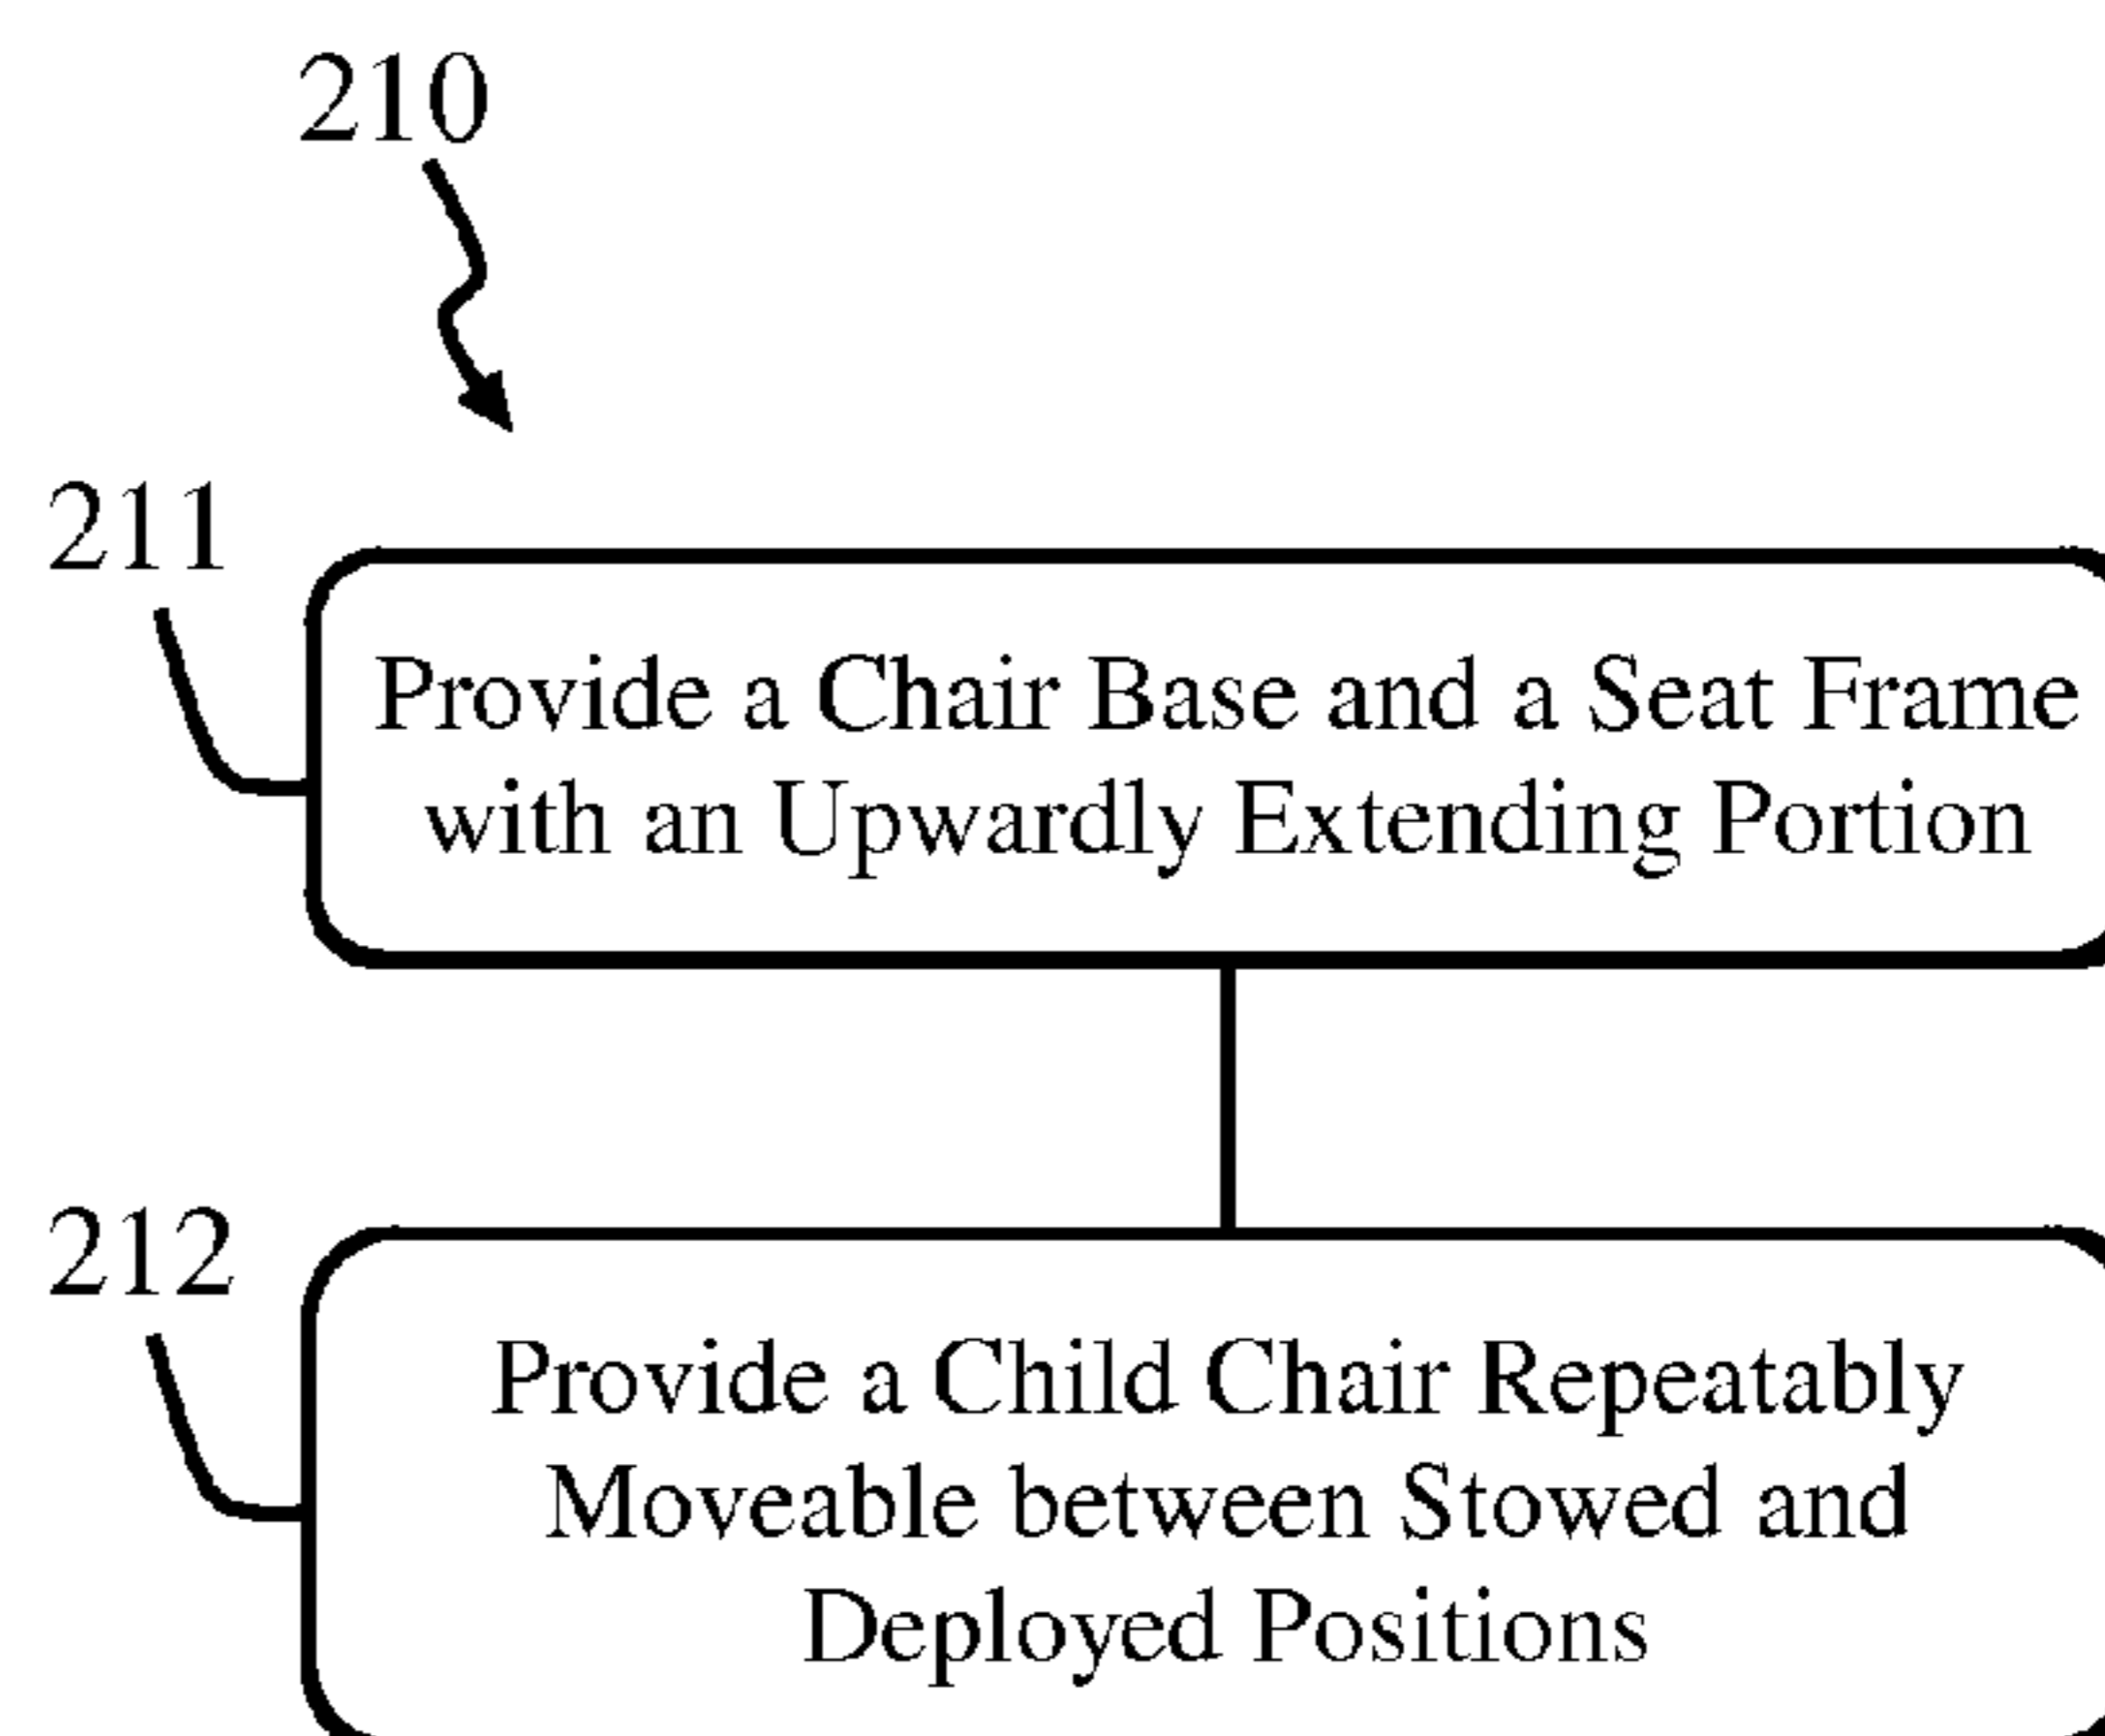 210
211
Provide a Chair Base and a Seat Frame
with an Upwardly Extending Portion
212
Provide a Child Chair Repeatably
Moveable between Stowed and
Deployed Positions